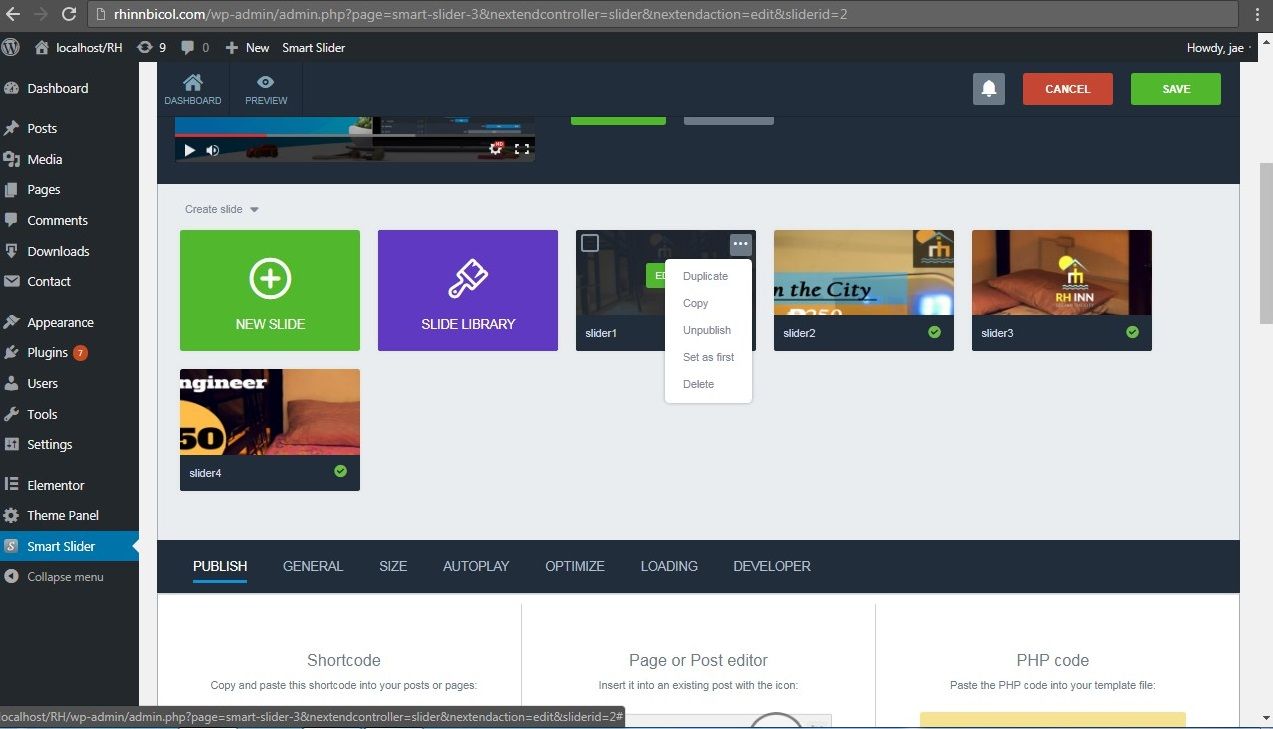 rhinnbicol.com/wp-admin/admin.php?page=smart-slider-3&nextendcontroller=slider&nextendaction=edit&sliderid=2
localhost/RH 9 0 New Smart Slider Howdy, jae
Dashboard
Posts
Media
Pages
Comments
Downloads
Contact
Appearance
Plugins 7
Users
Tools
Settings
Elementor
Theme Panel
Smart Slider
Collapse menu
DASHBOARD PREVIEW CANCEL SAVE
HD
Create slide
NEW SLIDE
SLIDE LIBRARY
slider1
Duplicate
Copy
Unpublish
Set as first
Delete
rh
n the City
₱250
slider2
rh
RH INN
slider3
ngineer
50
slider4
PUBLISH GENERAL SIZE AUTOPLAY OPTIMIZE LOADING DEVELOPER
Shortcode
Copy and paste this shortcode into your posts or pages:
Page or Post editor
Insert it into an existing post with the icon:
PHP code
Paste the PHP code into your template file:
localhost/RH/wp-admin/admin.php?page=smart-slider-3&nextendcontroller=slider&nextendaction=edit&sliderid=2#